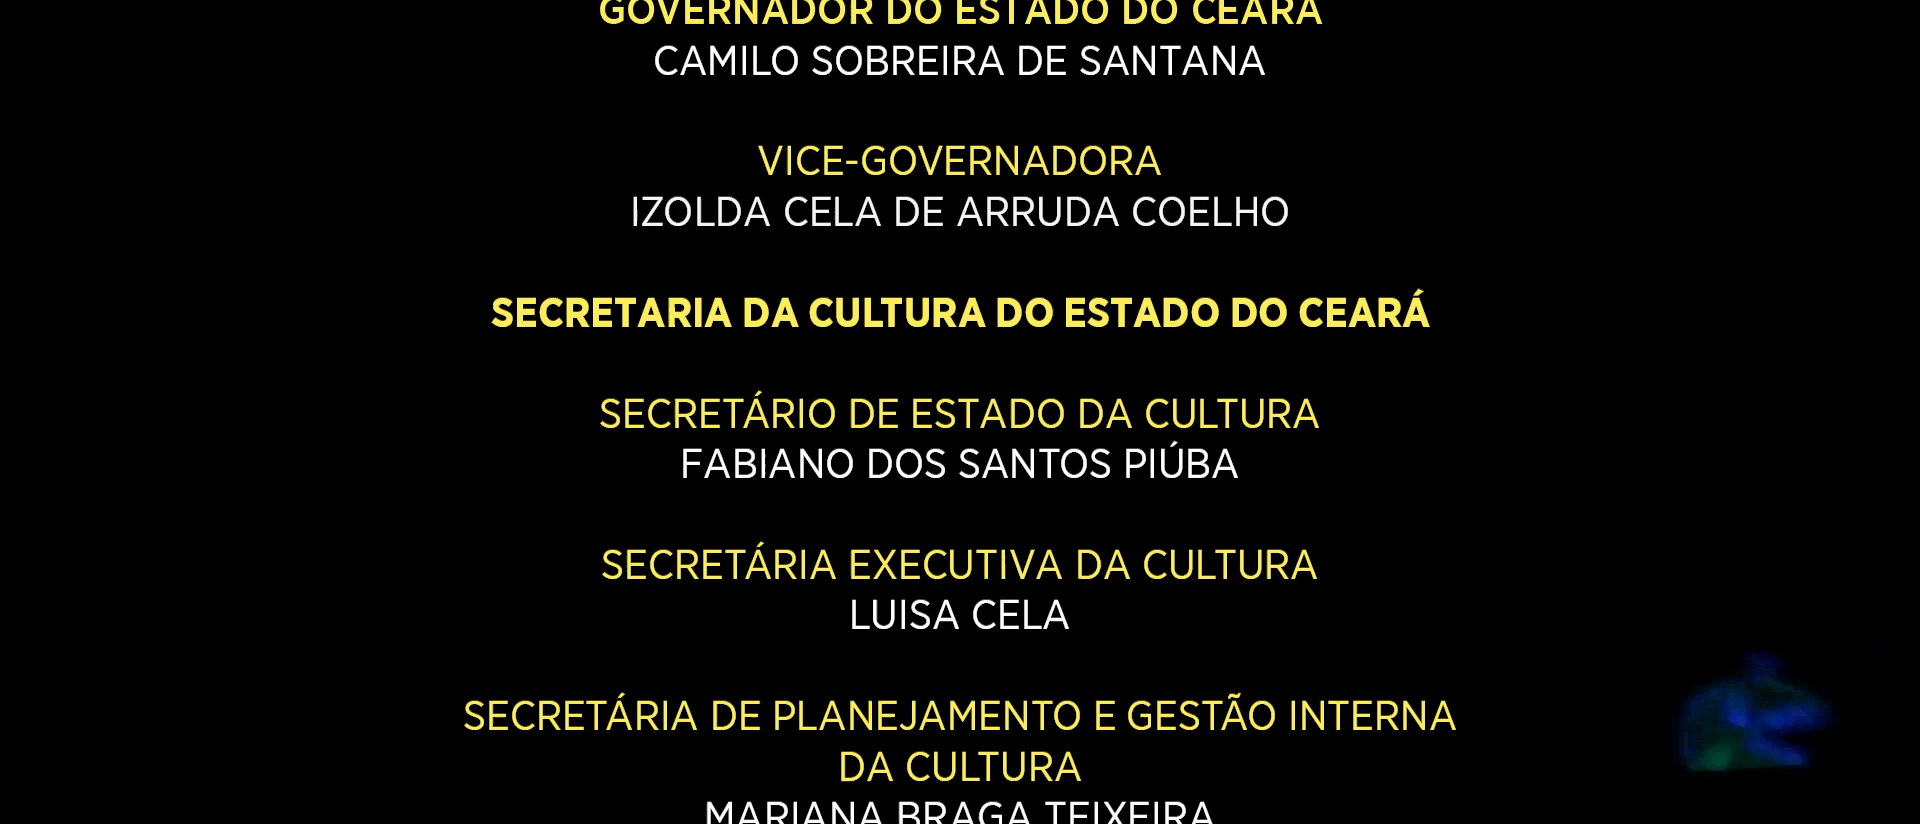 GOVERNADOR DO ESTADO DO CEARÁ
CAMILO SOBREIRA DE SANTANA
VICE-GOVERNADORA
IZOLDA CELA DE ARRUDA COELHO
SECRETARIA DA CULTURA DO ESTADO DO CEARÁ
SECRETÁRIO DE ESTADO DA CULTURA
FABIANO DOS SANTOS PIÚBA
SECRETÁRIA EXECUTIVA DA CULTURA
LUISA CELA
SECRETÁRIA DE PLANEJAMENTO E GESTÃO INTERNA
DA CULTURA
MARIANA BRAGA TEIXEIRA